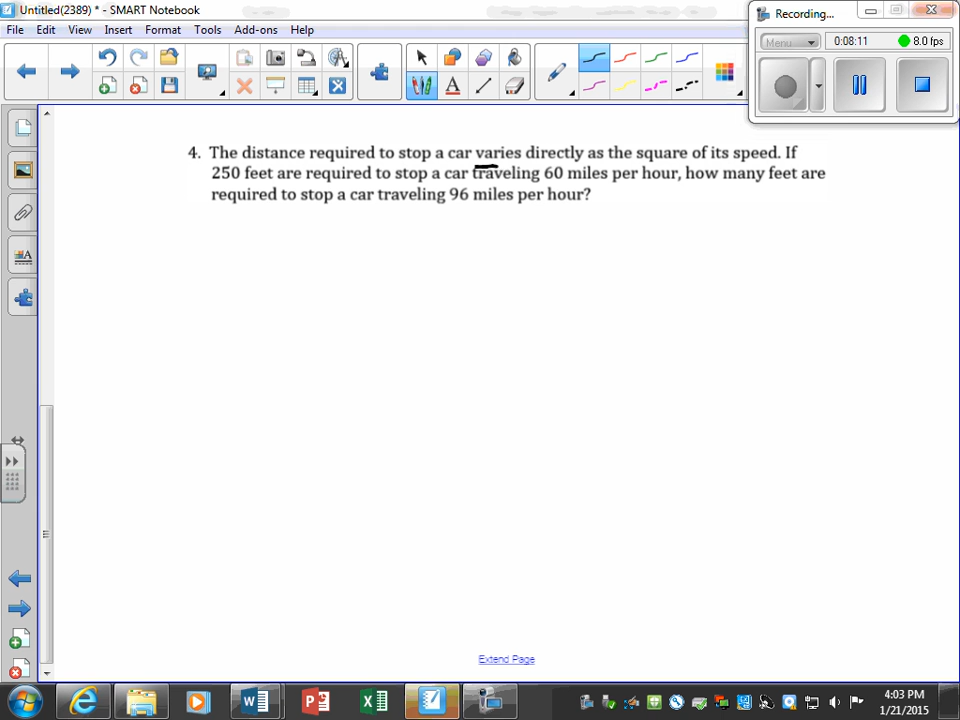 Untitled(2389) * - SMART Notebook
Recording...
File Edit View Insert Format Tools Add-ons Help
Menu 0:08:11 8.0 fps
4. The distance required to stop a car varies directly as the square of its speed. If
250 feet are required to stop a car traveling 60 miles per hour, how many feet are
required to stop a car traveling 96 miles per hour?
Extend Page
4:03 PM
1/21/2015